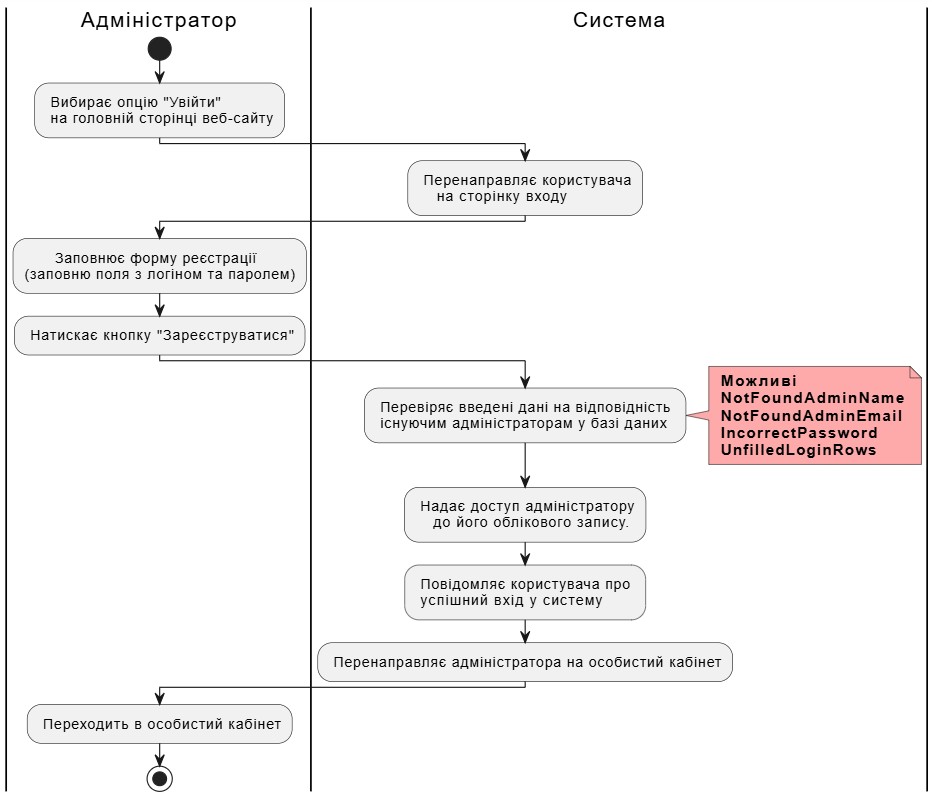 Адміністратор
Система
Вибирає опцію "Увійти"
на головній сторінці веб-сайту
Перенаправляє користувача
на сторінку входу
Заповнює форму реєстрації
(заповню поля з логіном та паролем)
Натискає кнопку "Зареєструватися"
Перевіряє введені дані на відповідність
існуючим адміністраторам у базі даних
Можливі
NotFoundAdminName
NotFoundAdminEmail
IncorrectPassword
UnfilledLoginRows
Надає доступ адміністратору
до його облікового запису.
Повідомляє користувача про
успішний вхід у систему
Перенаправляє адміністратора на особистий кабінет
Переходить в особистий кабінет